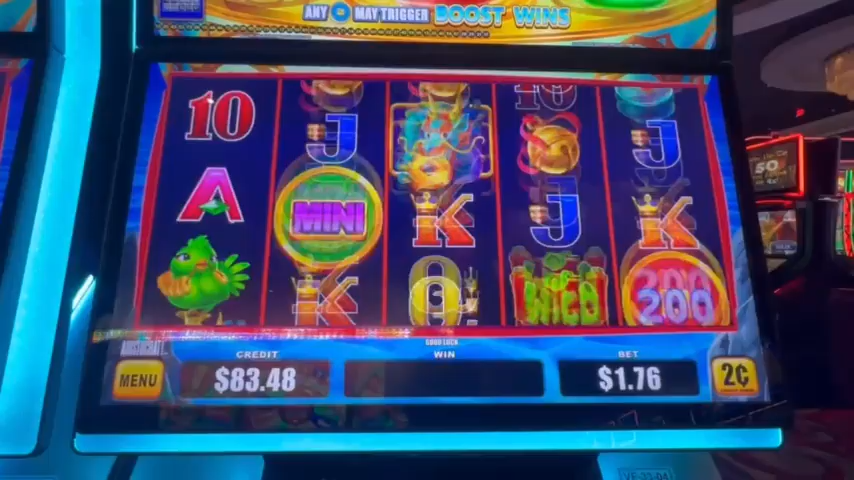 ANY MAY TRIGGER BOOST WINS
10
10
J
J
A
MINI
K
J
K
K
Q
WILD
200
GOOD LUCK
CREDIT
WIN
BET
MENU
$83.48
$1.76
2¢
50